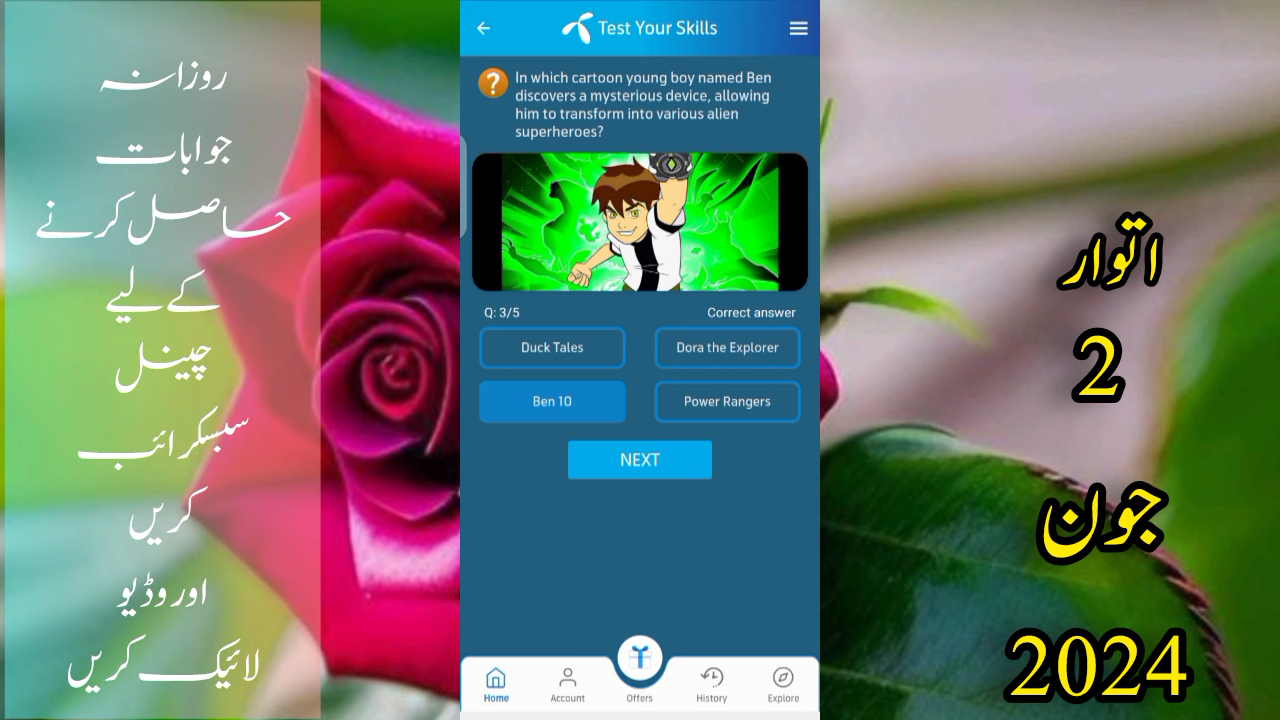 روزانہ
جوابات
حاصل کرنے
کے لیے
چینل
سبسکرائب
کریں
اور وڈیو
لائیک کریں
Test Your Skills
?
In which cartoon young boy named Ben
discovers a mysterious device, allowing
him to transform into various alien
superheroes?
Q: 3/5
Correct answer
Duck Tales
Dora the Explorer
Ben 10
Power Rangers
NEXT
Home
Account
Offers
History
Explore
اتوار
2
جون
2024